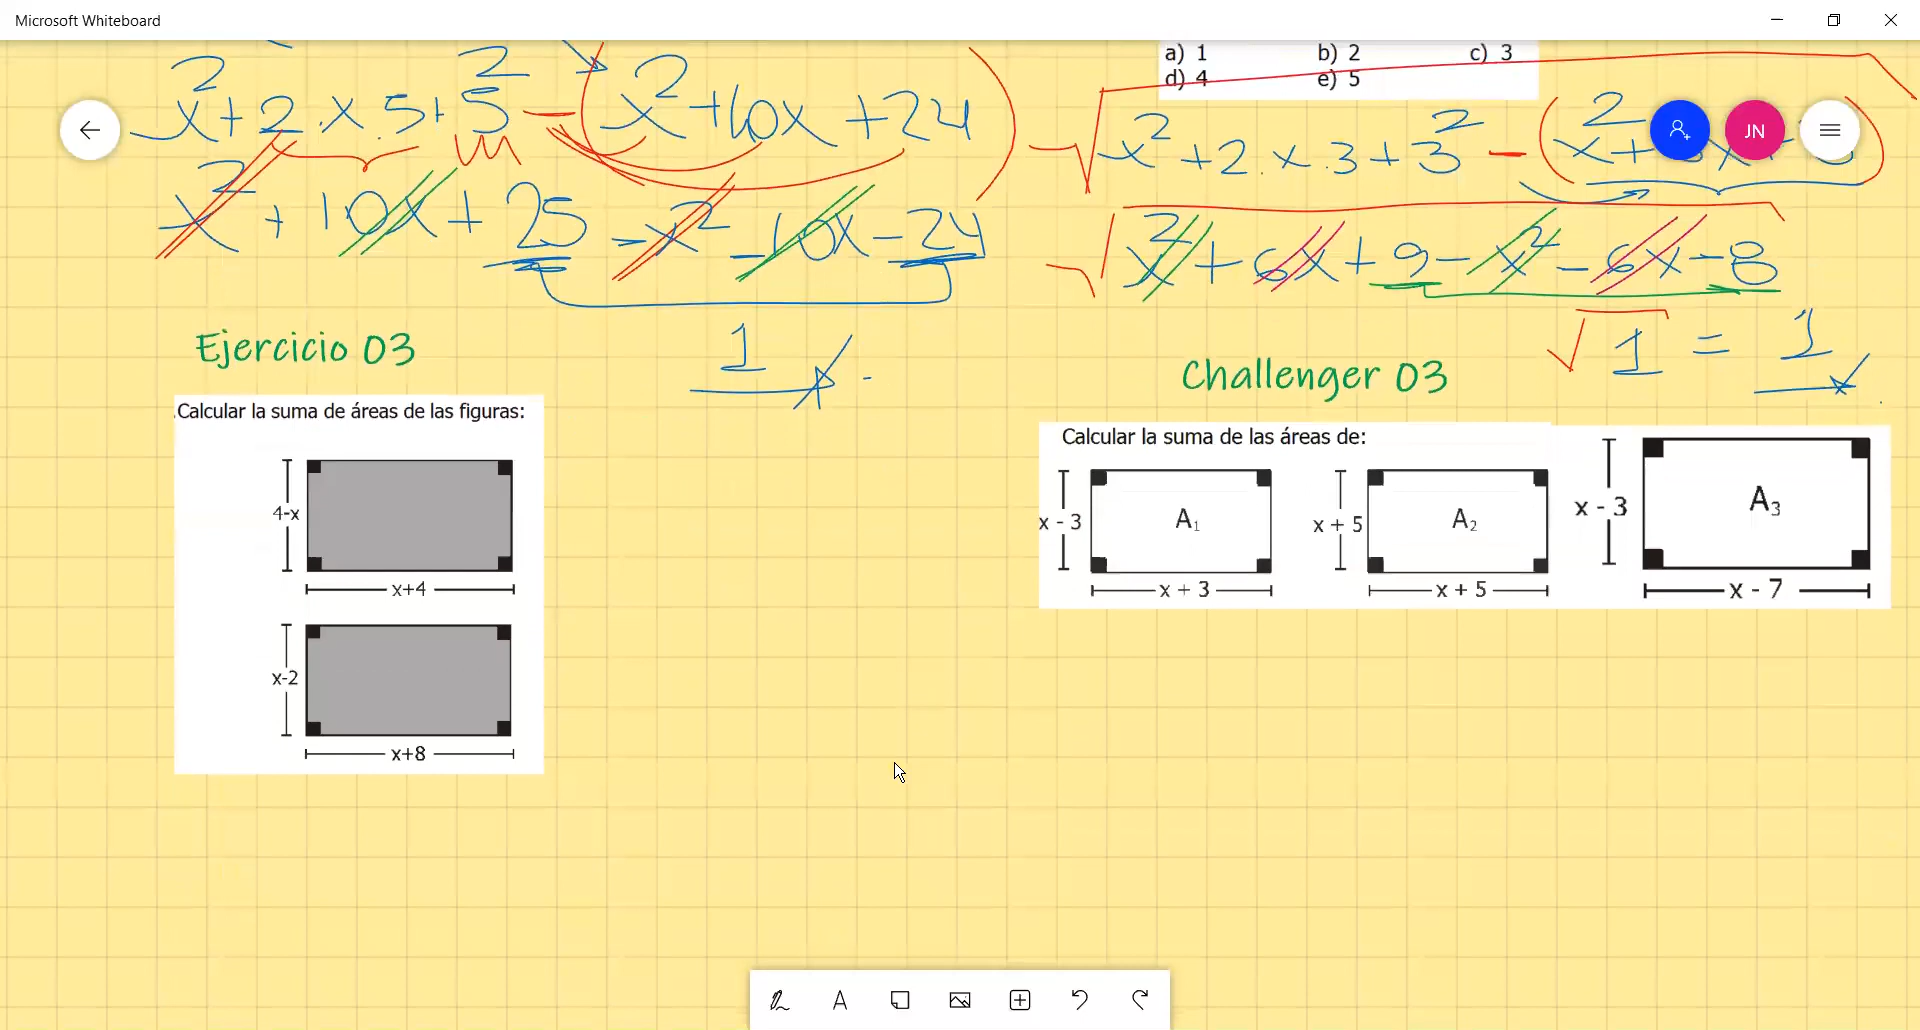 Microsoft Whiteboard
a) 1 b) 2 c) 3
d) 4 e) 5
x² + 2 . x . 5 + 5² - (x² + 10x + 24)
x² + 10x + 25 - x² - 10x - 24
1
√x² + 2 . x . 3 + 3² - (x² +
JN
√x² + 6x + 9 - x² - 6x - 8
√1 = 1
Ejercicio 03
Calcular la suma de áreas de las figuras:
4-x
x+4
x-2
x+8
Challenger 03
Calcular la suma de las áreas de:
x - 3
A₁
x + 3
x + 5
A₂
x + 5
x - 3
A₃
x - 7
A